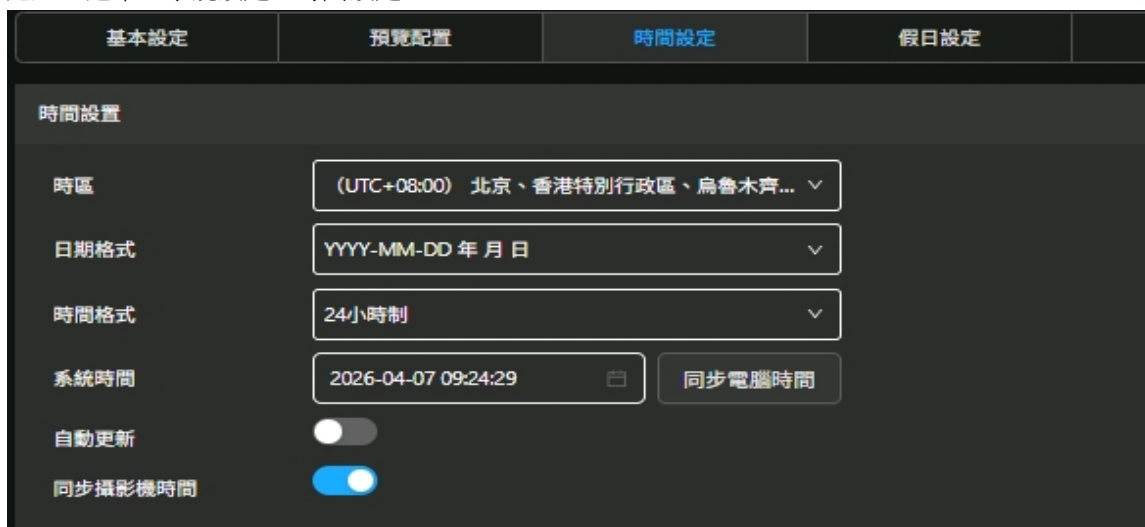 基本設定 預覽配置 時間設定 假日設定
時間設置
時區 （UTC+08:00） 北京、香港特別行政區、烏魯木齊...
日期格式 YYYY-MM-DD 年 月 日
時間格式 24小時制
系統時間 2026-04-07 09:24:29 同步電腦時間
自動更新
同步攝影機時間